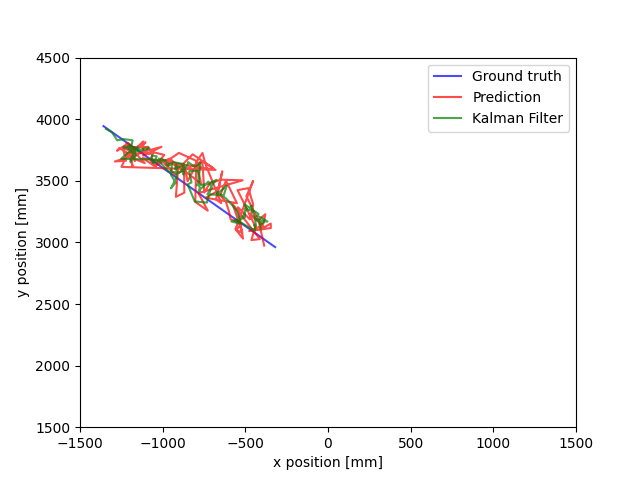 4500
4000
3500
3000
2500
2000
1500
y position [mm]
Ground truth
Prediction
Kalman Filter
−1500
−1000
−500
0
500
1000
1500
x position [mm]